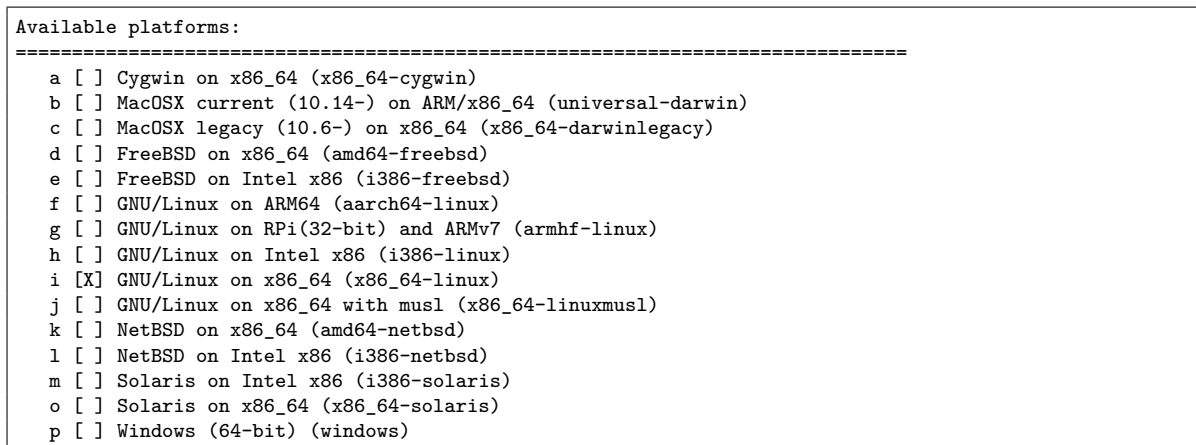 Available platforms:
===============================================================================
a [ ] Cygwin on x86_64 (x86_64-cygwin)
b [ ] MacOSX current (10.14-) on ARM/x86_64 (universal-darwin)
c [ ] MacOSX legacy (10.6-) on x86_64 (x86_64-darwinlegacy)
d [ ] FreeBSD on x86_64 (amd64-freebsd)
e [ ] FreeBSD on Intel x86 (i386-freebsd)
f [ ] GNU/Linux on ARM64 (aarch64-linux)
g [ ] GNU/Linux on RPi(32-bit) and ARMv7 (armhf-linux)
h [ ] GNU/Linux on Intel x86 (i386-linux)
i [X] GNU/Linux on x86_64 (x86_64-linux)
j [ ] GNU/Linux on x86_64 with musl (x86_64-linuxmusl)
k [ ] NetBSD on x86_64 (amd64-netbsd)
l [ ] NetBSD on Intel x86 (i386-netbsd)
m [ ] Solaris on Intel x86 (i386-solaris)
o [ ] Solaris on x86_64 (x86_64-solaris)
p [ ] Windows (64-bit) (windows)